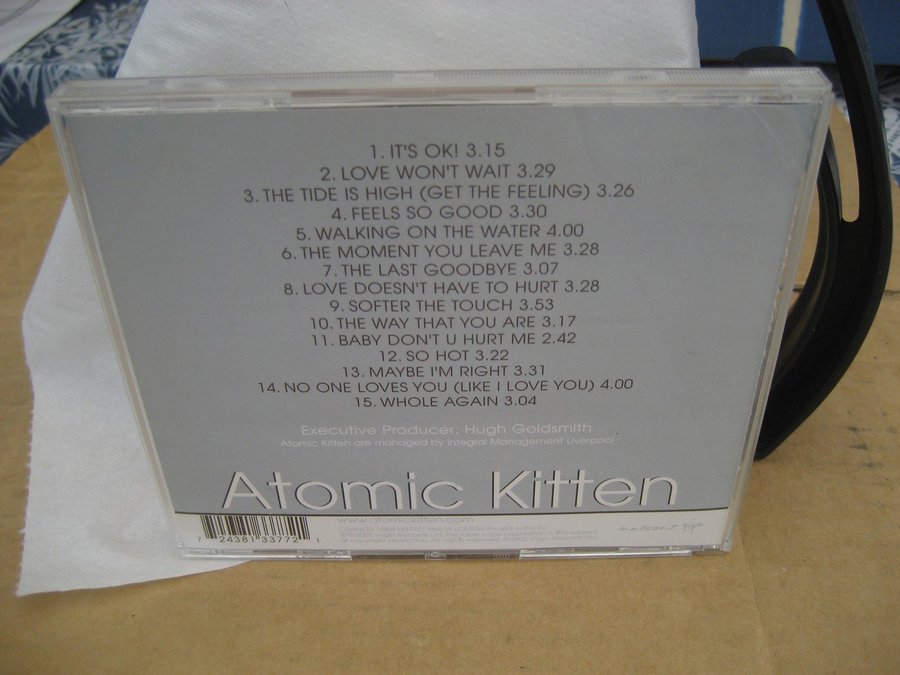 1. IT'S OK! 3.15
2. LOVE WON'T WAIT 3.29
3. THE TIDE IS HIGH (GET THE FEELING) 3.26
4. FEELS SO GOOD 3.30
5. WALKING ON THE WATER 4.00
6. THE MOMENT YOU LEAVE ME 3.28
7. THE LAST GOODBYE 3.07
8. LOVE DOESN'T HAVE TO HURT 3.28
9. SOFTER THE TOUCH 3.53
10. THE WAY THAT YOU ARE 3.17
11. BABY DON'T U HURT ME 2.42
12. SO HOT 3.22
13. MAYBE I'M RIGHT 3.31
14. NO ONE LOVES YOU (LIKE I LOVE YOU) 4.00
15. WHOLE AGAIN 3.04
Executive Producer: Hugh Goldsmith
Atomic Kitten are managed by Integral Management Liverpool
Atomic Kitten
www.atomickitten.com
7 24381 33772 1